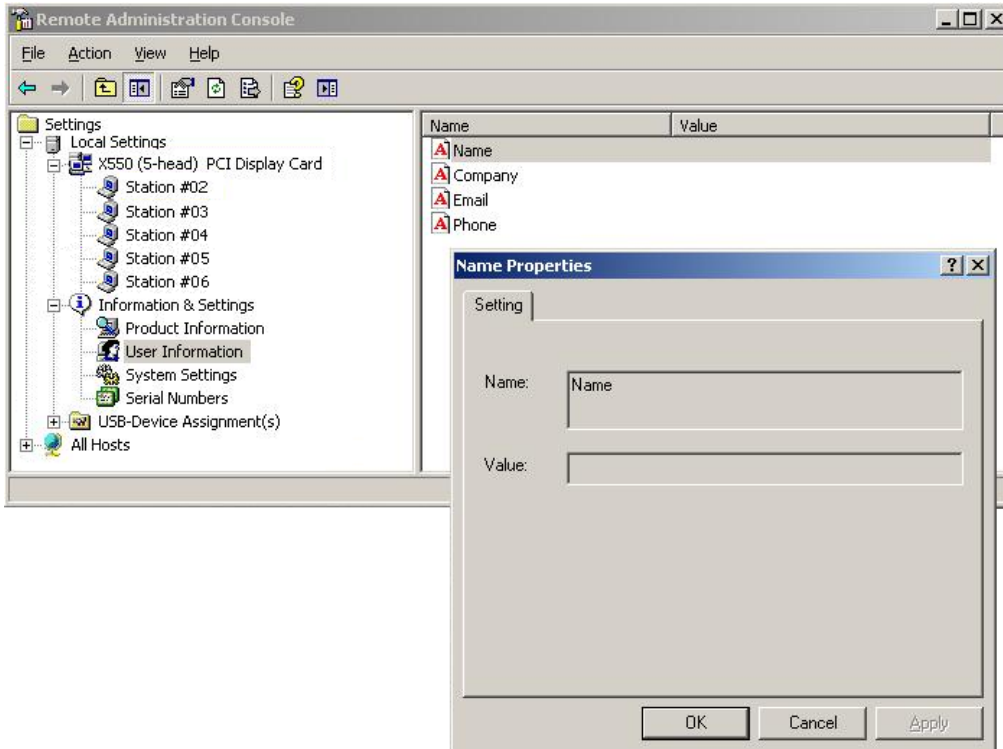 Remote Administration Console
File Action View Help
Settings
Local Settings
X550 (5-head) PCI Display Card
Station #02
Station #03
Station #04
Station #05
Station #06
Information & Settings
Product Information
User Information
System Settings
Serial Numbers
USB-Device Assignment(s)
All Hosts
Name Value
Name
Company
Email
Phone
Name Properties
Setting
Name: Name
Value:
OK Cancel Apply